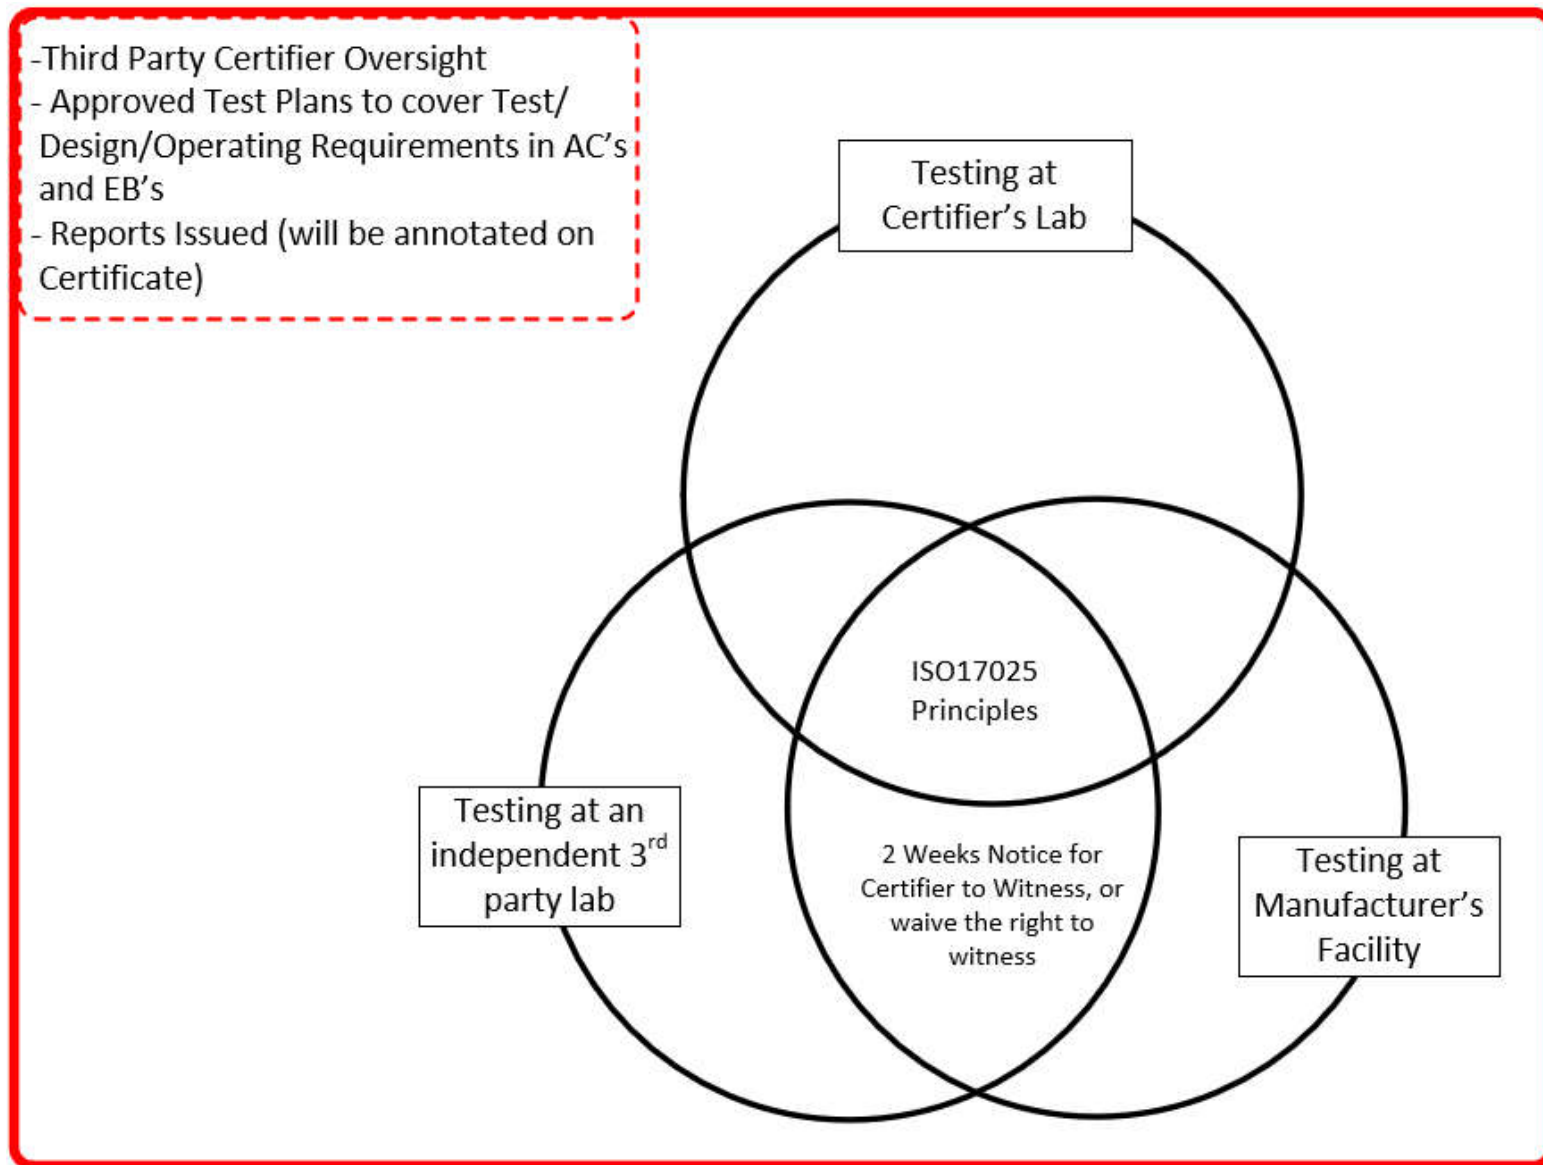 -Third Party Certifier Oversight
- Approved Test Plans to cover Test/
Design/Operating Requirements in AC’s
and EB’s
- Reports Issued (will be annotated on
Certificate)
Testing at
Certifier’s Lab
ISO17025
Principles
Testing at an
independent 3rd
party lab
2 Weeks Notice for
Certifier to Witness, or
waive the right to
witness
Testing at
Manufacturer’s
Facility